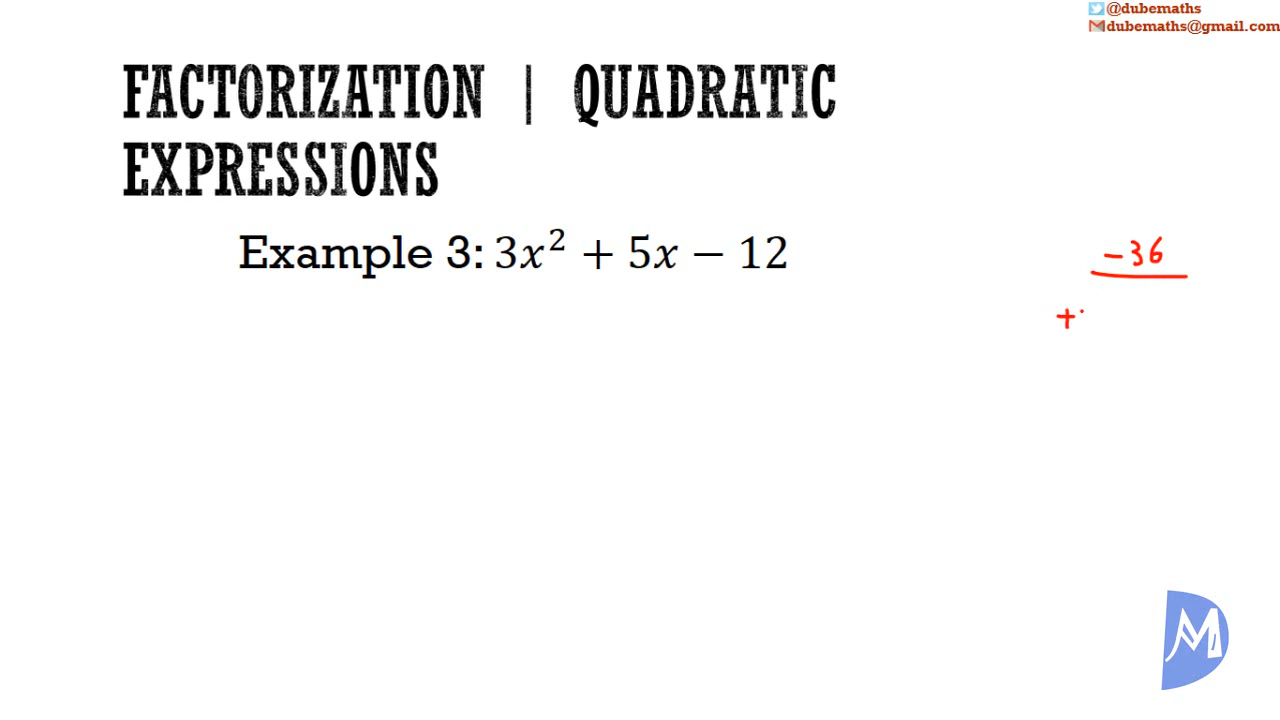 @dubemaths
dubemaths@gmail.com
FACTORIZATION | QUADRATIC
EXPRESSIONS
Example 3: 3x² + 5x − 12
−36
+